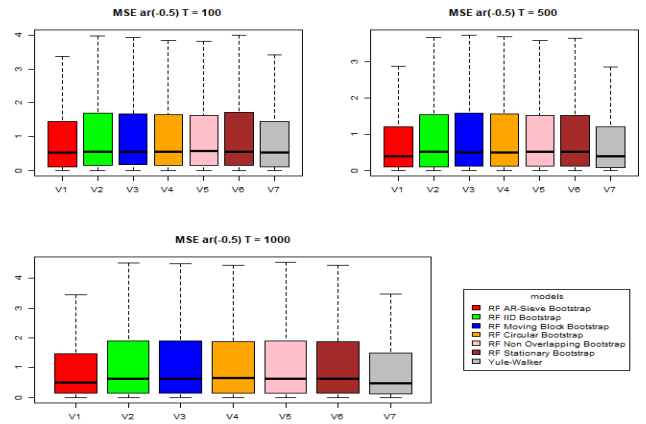 MSE ar(-0.5) T = 100
4
3
2
1
0
V1 V2 V3 V4 V5 V6 V7
MSE ar(-0.5) T = 500
3
2
1
0
V1 V2 V3 V4 V5 V6 V7
MSE ar(-0.5) T = 1000
4
3
2
1
0
V1 V2 V3 V4 V5 V6 V7
models
RF AR-Sieve Bootstrap
RF IID Bootstrap
RF Moving Block Bootstrap
RF Circular Bootstrap
RF Non Overlapping Bootstrap
RF Stationary Bootstrap
Yule-Walker